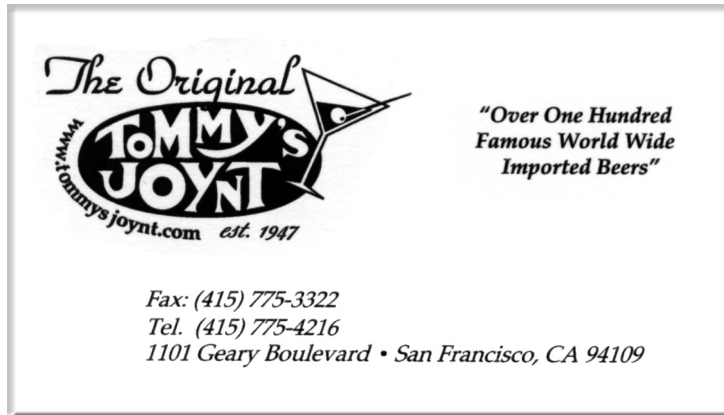 The Original
TOMMY'S
JOYNT
www.tommysjoynt.com
est. 1947
"Over One Hundred
Famous World Wide
Imported Beers"
Fax: (415) 775-3322
Tel. (415) 775-4216
1101 Geary Boulevard • San Francisco, CA 94109